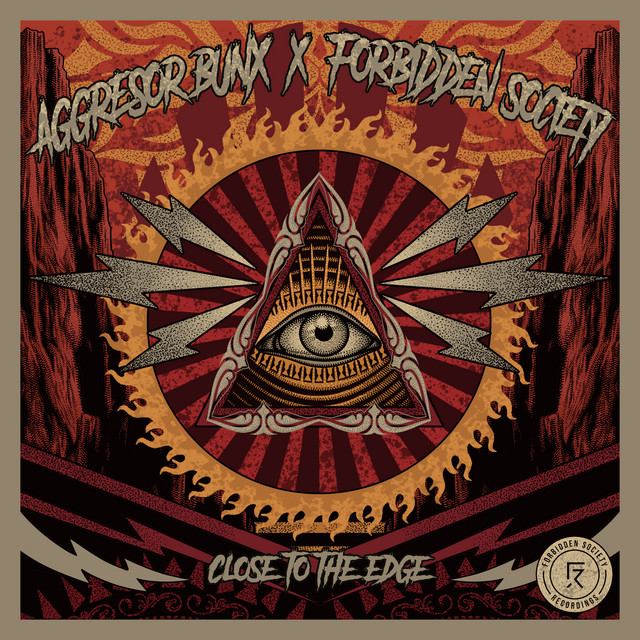 AGGRESOR BUNX X FORBIDDEN SOCIETY
CLOSE TO THE EDGE
FORBIDDEN SOCIETY
RECORDINGS